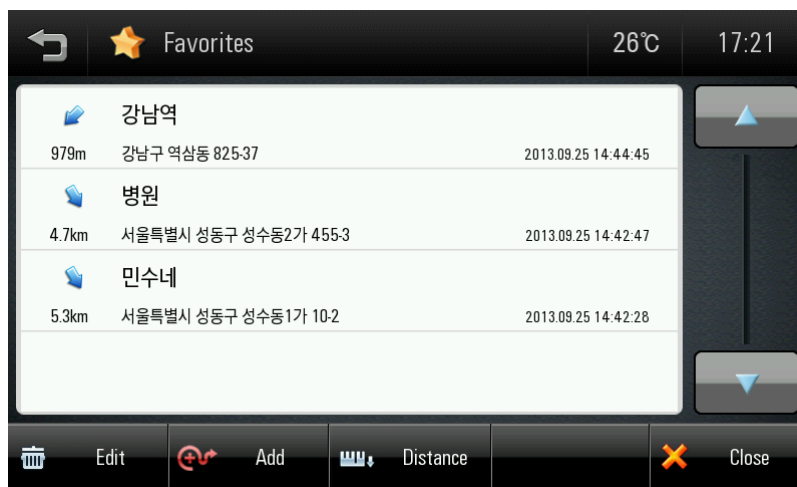 Favorites 26℃ 17:21
강남역
979m 강남구 역삼동 825-37 2013.09.25 14:44:45
병원
4.7km 서울특별시 성동구 성수동2가 455-3 2013.09.25 14:42:47
민수네
5.3km 서울특별시 성동구 성수동1가 10-2 2013.09.25 14:42:28
Edit Add Distance Close